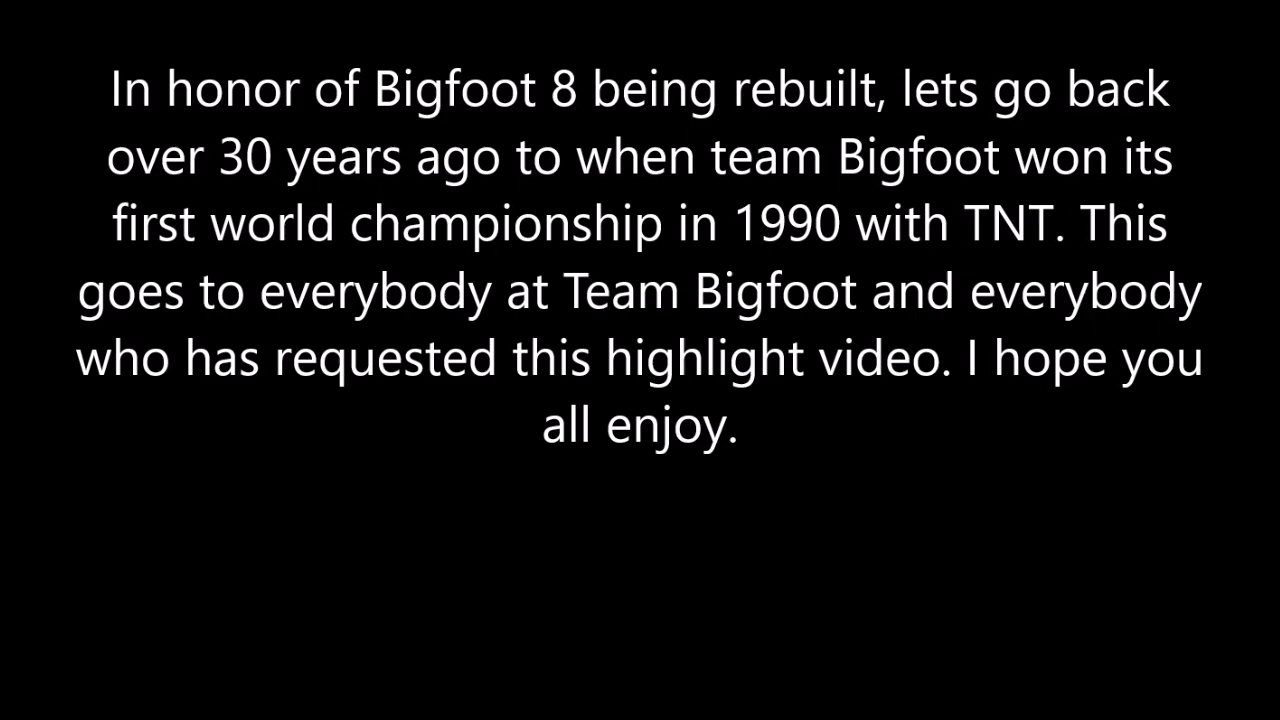 In honor of Bigfoot 8 being rebuilt, lets go back
over 30 years ago to when team Bigfoot won its
first world championship in 1990 with TNT. This
goes to everybody at Team Bigfoot and everybody
who has requested this highlight video. I hope you
all enjoy.